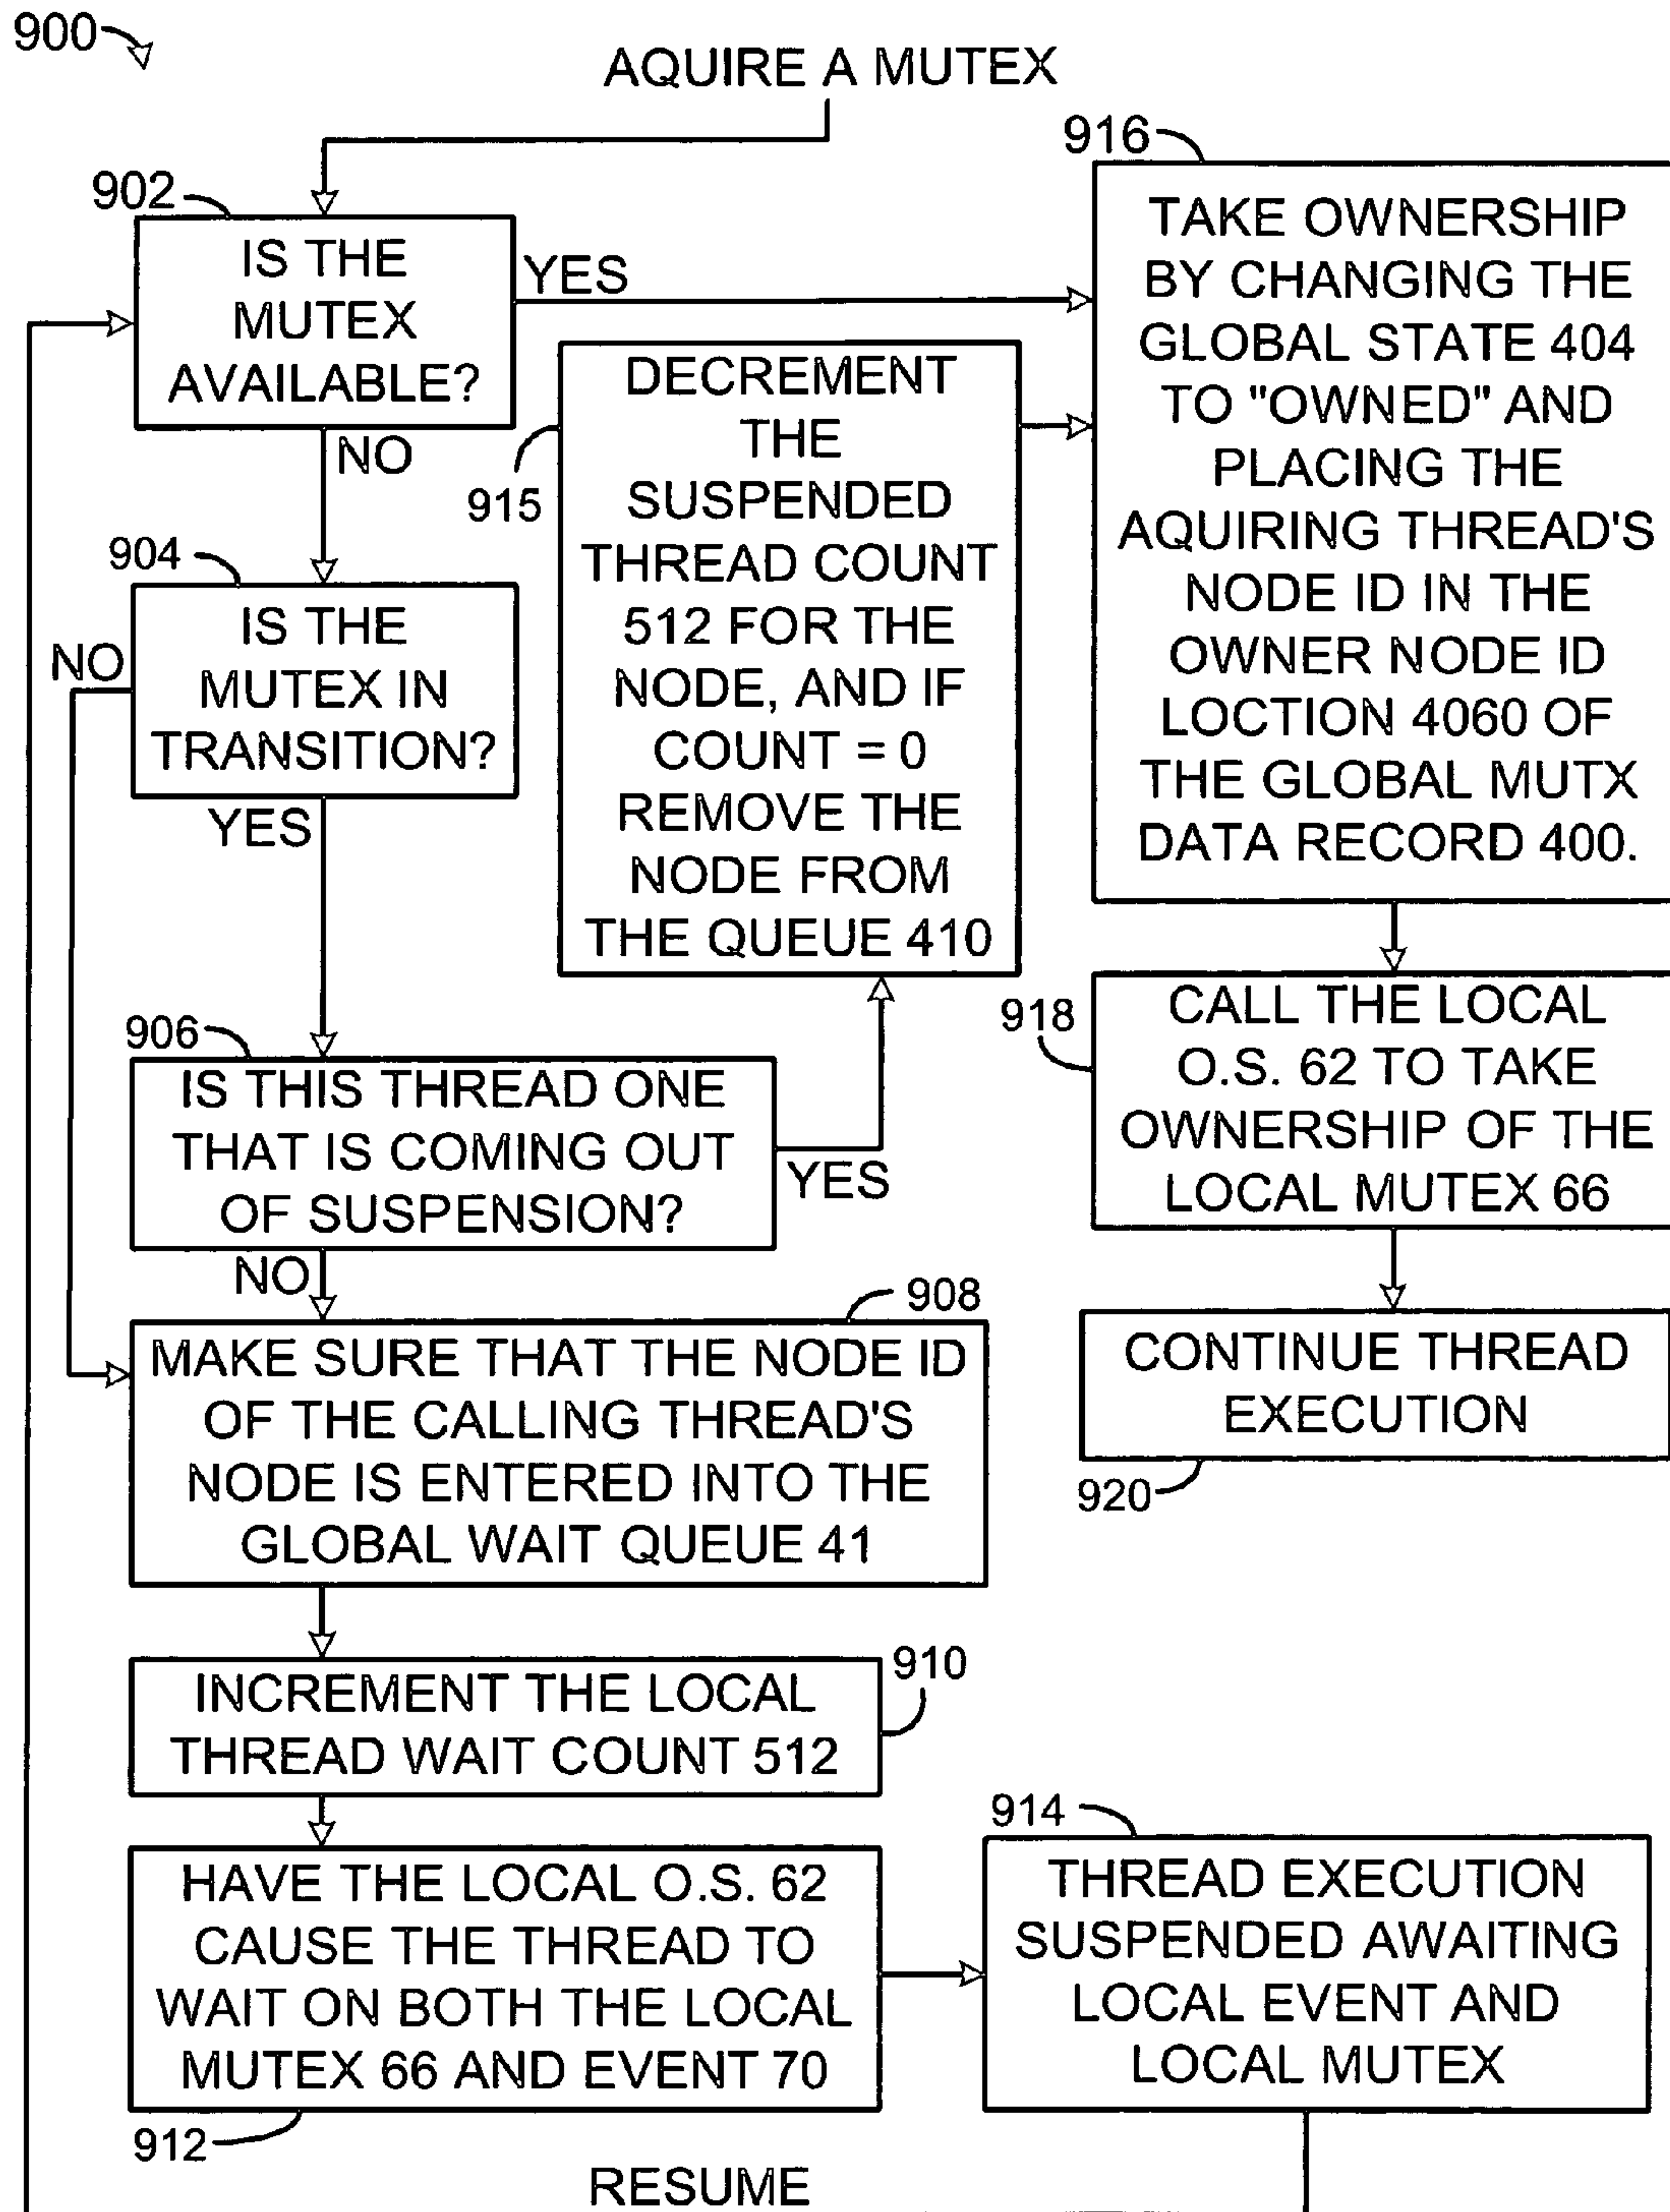 900
AQUIRE A MUTEX
902
IS THE
MUTEX
AVAILABLE?
YES
NO
904
IS THE
MUTEX IN
TRANSITION?
NO
YES
906
IS THIS THREAD ONE
THAT IS COMING OUT
OF SUSPENSION?
YES
NO
915
DECREMENT
THE
SUSPENDED
THREAD COUNT
512 FOR THE
NODE, AND IF
COUNT = 0
REMOVE THE
NODE FROM
THE QUEUE 410
916
TAKE OWNERSHIP
BY CHANGING THE
GLOBAL STATE 404
TO "OWNED" AND
PLACING THE
AQUIRING THREAD'S
NODE ID IN THE
OWNER NODE ID
LOCTION 4060 OF
THE GLOBAL MUTX
DATA RECORD 400.
918
CALL THE LOCAL
O.S. 62 TO TAKE
OWNERSHIP OF THE
LOCAL MUTEX 66
CONTINUE THREAD
EXECUTION
920
908
MAKE SURE THAT THE NODE ID
OF THE CALLING THREAD'S
NODE IS ENTERED INTO THE
GLOBAL WAIT QUEUE 41
910
INCREMENT THE LOCAL
THREAD WAIT COUNT 512
HAVE THE LOCAL O.S. 62
CAUSE THE THREAD TO
WAIT ON BOTH THE LOCAL
MUTEX 66 AND EVENT 70
912
914
THREAD EXECUTION
SUSPENDED AWAITING
LOCAL EVENT AND
LOCAL MUTEX
RESUME